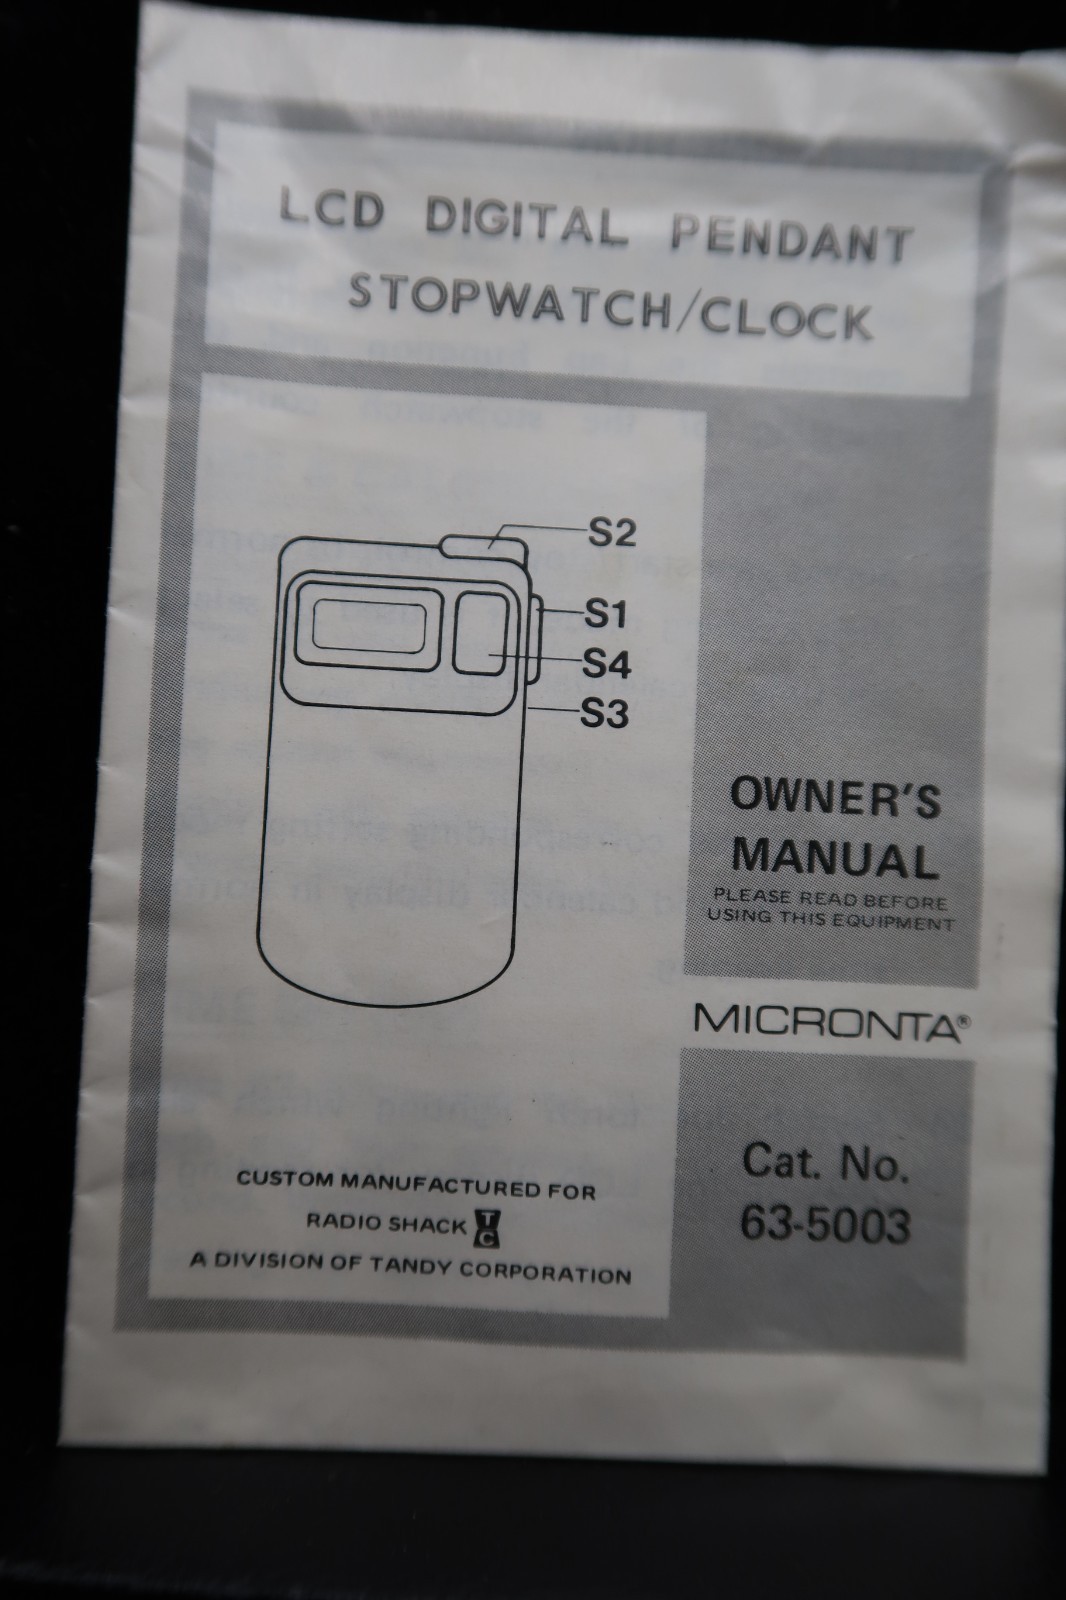 LCD DIGITAL PENDANT
STOPWATCH/CLOCK
S2
S1
S4
S3
OWNER'S
MANUAL
PLEASE READ BEFORE
USING THIS EQUIPMENT
MICRONTA®
Cat. No.
63-5003
CUSTOM MANUFACTURED FOR
RADIO SHACK TC
A DIVISION OF TANDY CORPORATION